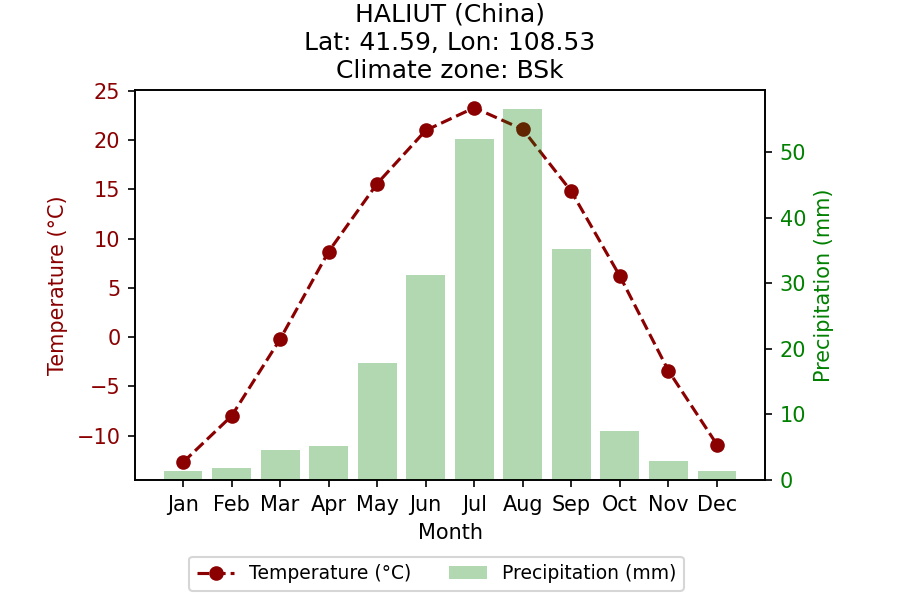 HALIUT (China)
Lat: 41.59, Lon: 108.53
Climate zone: BSk
25
20
15
10
5
0
−5
−10
Temperature (°C)
50
40
30
20
10
0
Precipitation (mm)
Jan Feb Mar Apr May Jun Jul Aug Sep Oct Nov Dec
Month
Temperature (°C) Precipitation (mm)